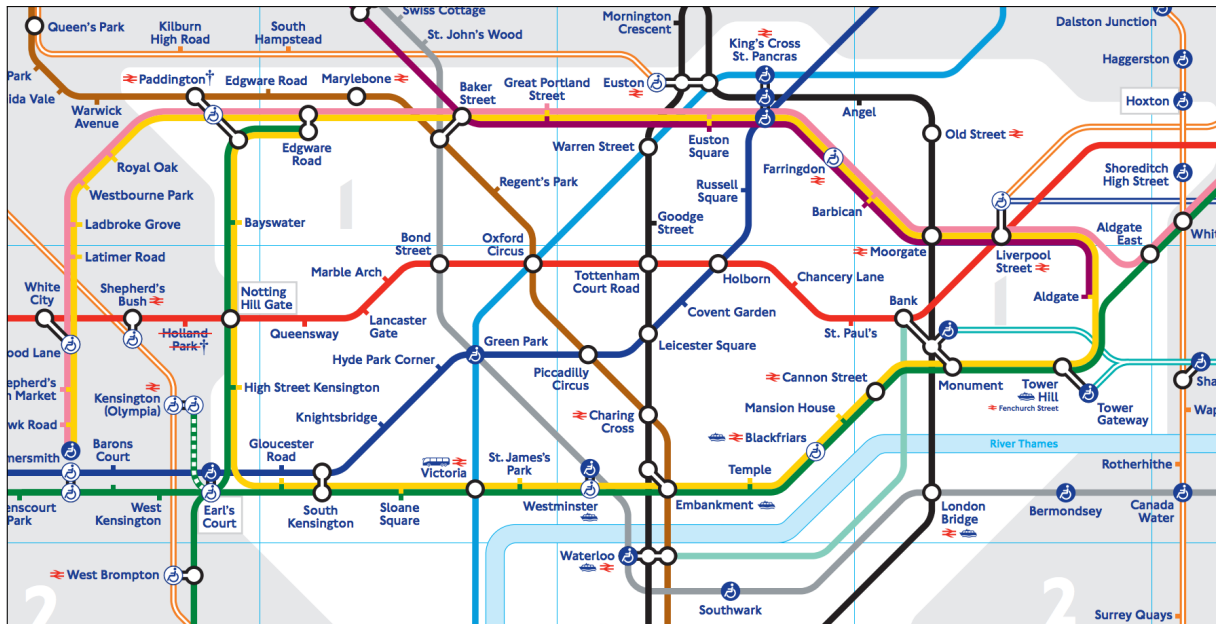 Queen's Park
Kilburn
High Road
South
Hampstead
Swiss Cottage
St. John's Wood
Mornington
Crescent
King's Cross
St. Pancras
Dalston Junction
Haggerston
Hoxton
Shoreditch
High Street
Park
ida Vale
Warwick
Avenue
Paddington†
Edgware Road
Marylebone
Baker
Street
Great Portland
Street
Euston
Angel
Old Street
Edgware
Road
Warren Street
Euston
Square
Farringdon
Royal Oak
Westbourne Park
Ladbroke Grove
Latimer Road
Bayswater
Regent's Park
Russell
Square
Barbican
Goodge
Street
Bond
Street
Oxford
Circus
Moorgate
Liverpool
Street
Aldgate
East
Whit
White
City
Shepherd's
Bush
Notting
Hill Gate
Marble Arch
Tottenham
Court Road
Holborn
Chancery Lane
Bank
Aldgate
Holland
Park†
Queensway
Lancaster
Gate
Covent Garden
St. Paul's
ood Lane
Hyde Park Corner
Green Park
Leicester Square
hepherd's
h Market
Kensington
(Olympia)
High Street Kensington
Piccadilly
Circus
Cannon Street
Monument
Tower
Hill
Fenchurch Street
Tower
Gateway
Sha
Wap
wk Road
Knightsbridge
Charing
Cross
Mansion House
Barons
Court
Gloucester
Road
Victoria
St. James's
Park
Blackfriars
River Thames
mersmith
Temple
Rotherhithe
enscourt
Park
West
Kensington
Earl's
Court
South
Kensington
Sloane
Square
Westminster
Embankment
London
Bridge
Bermondsey
Canada
Water
West Brompton
Waterloo
Southwark
Surrey Quays
2
2
1